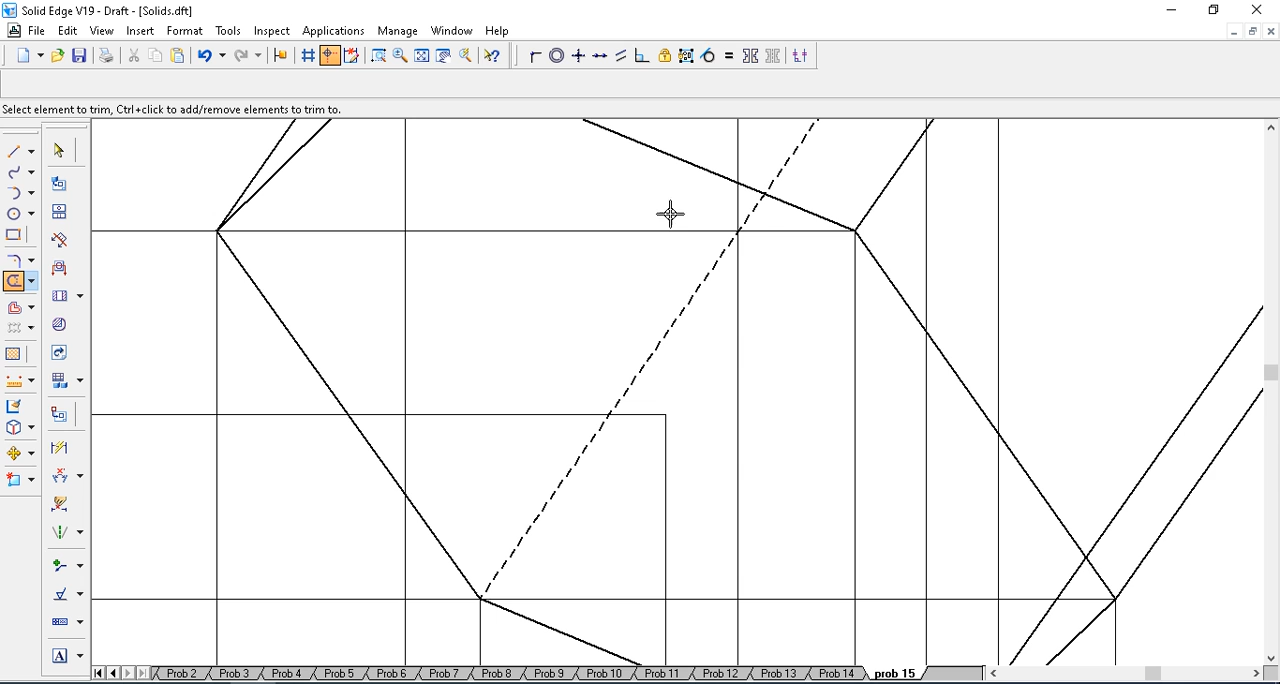 Solid Edge V19 - Draft - [Solids.dft]
File Edit View Insert Format Tools Inspect Applications Manage Window Help
Select element to trim, Ctrl+click to add/remove elements to trim to.
A
Prob 2 Prob 3 Prob 4 Prob 5 Prob 6 Prob 7 Prob 8 Prob 9 Prob 10 Prob 11 Prob 12 Prob 13 Prob 14 prob 15